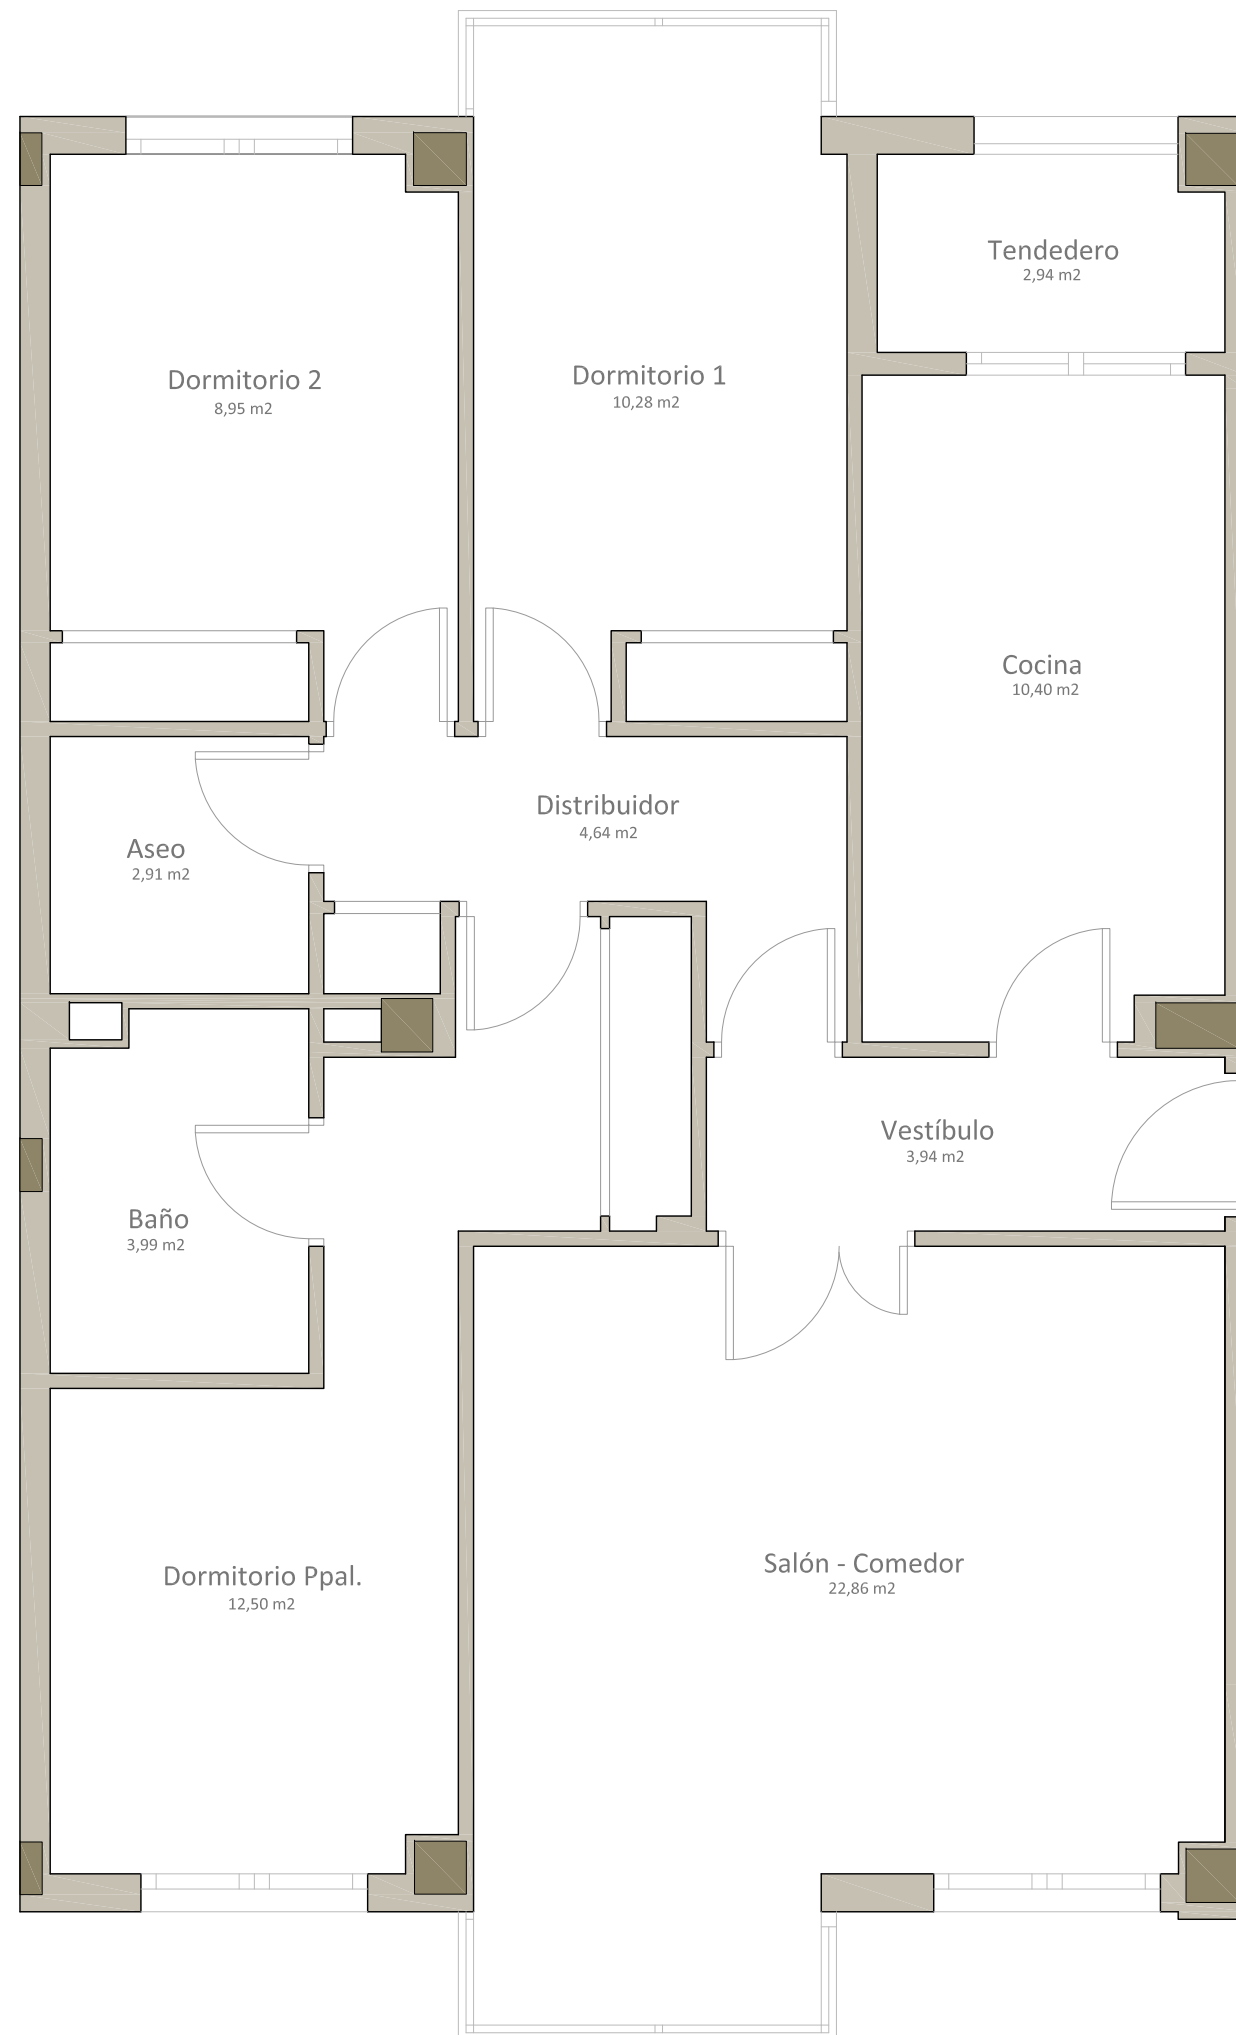 Tendedero
2,94 m2
Dormitorio 2
8,95 m2
Dormitorio 1
10,28 m2
Cocina
10,40 m2
Distribuidor
4,64 m2
Aseo
2,91 m2
Vestíbulo
3,94 m2
Baño
3,99 m2
Dormitorio Ppal.
12,50 m2
Salón - Comedor
22,86 m2